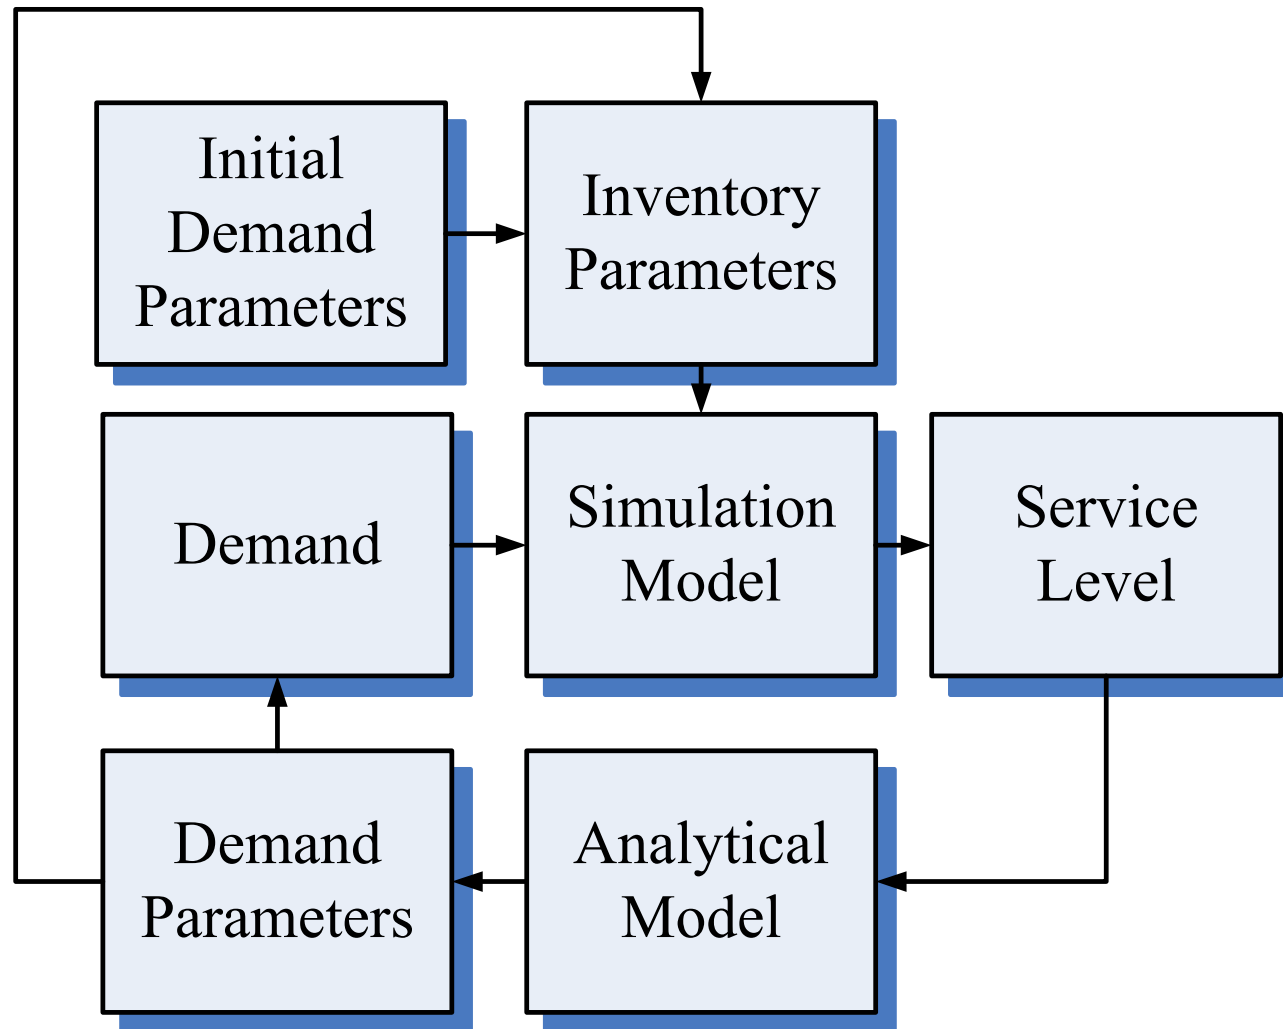 Initial
Demand
Parameters
Inventory
Parameters
Demand
Simulation
Model
Service
Level
Demand
Parameters
Analytical
Model